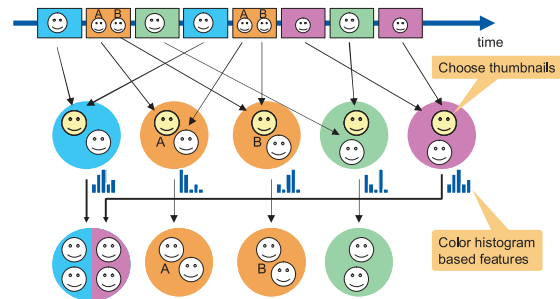 A B
A B
time
Choose thumbnails
A
B
Color histogram
based features
A
B